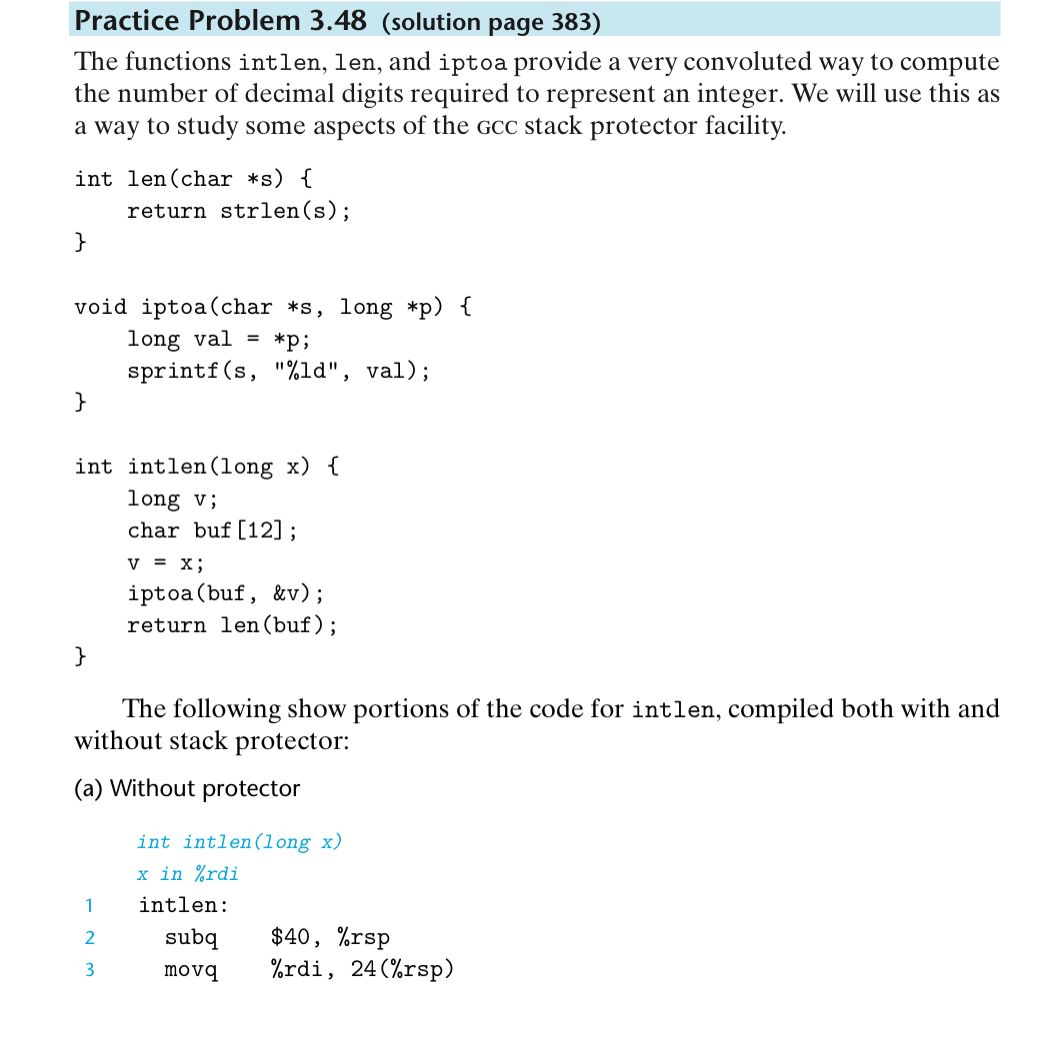 Practice Problem 3.48 (solution page 383)
The functions intlen, len, and iptoa provide a very convoluted way to compute
the number of decimal digits required to represent an integer. We will use this as
a way to study some aspects of the GCC stack protector facility.
int len(char *s) {
    return strlen(s);
}
void iptoa(char *s, long *p) {
    long val = *p;
    sprintf(s, "%ld", val);
}
int intlen(long x) {
    long v;
    char buf[12];
    v = x;
    iptoa(buf, &v);
    return len(buf);
}
The following show portions of the code for intlen, compiled both with and
without stack protector:
(a) Without protector
int intlen(long x)
x in %rdi
1 intlen:
2 subq $40, %rsp
3 movq %rdi, 24(%rsp)